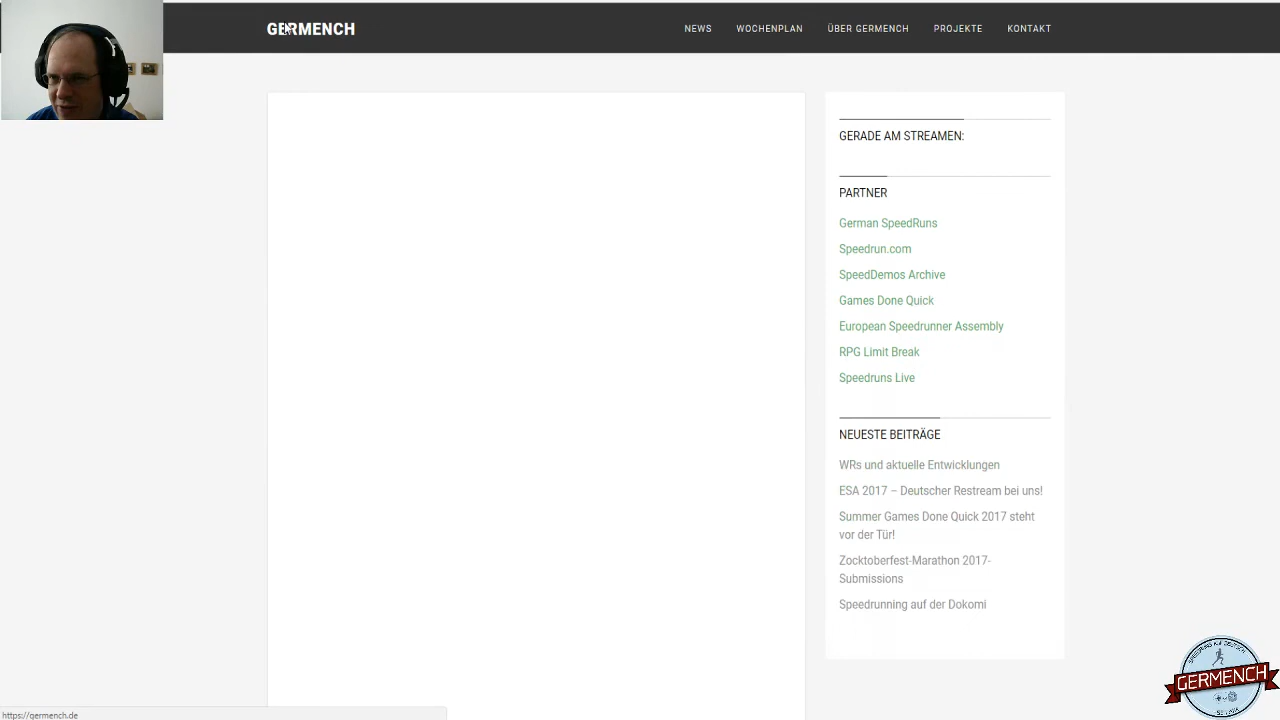 GERMENCH
NEWS
WOCHENPLAN
ÜBER GERMENCH
PROJEKTE
KONTAKT
GERADE AM STREAMEN:
PARTNER
German SpeedRuns
Speedrun.com
SpeedDemos Archive
Games Done Quick
European Speedrunner Assembly
RPG Limit Break
Speedruns Live
NEUESTE BEITRÄGE
WRs und aktuelle Entwicklungen
ESA 2017 – Deutscher Restream bei uns!
Summer Games Done Quick 2017 steht
vor der Tür!
Zocktoberfest-Marathon 2017-
Submissions
Speedrunning auf der Dokomi
GERMENCH
https://germench.de